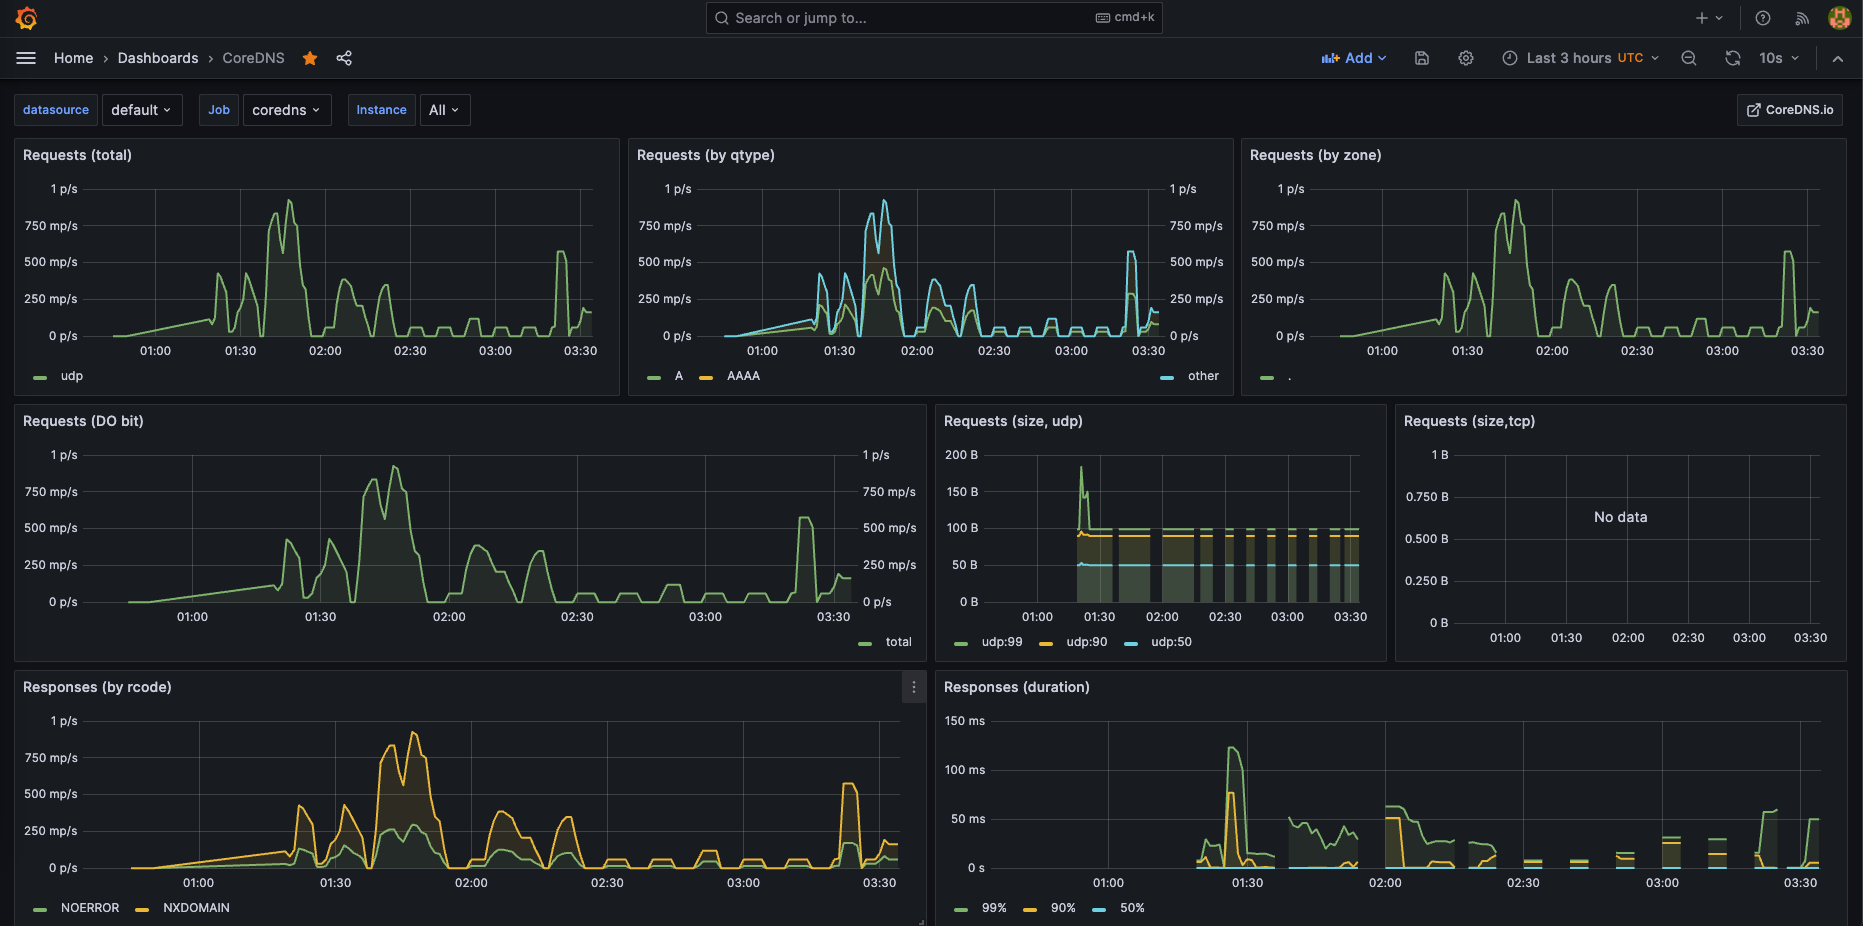 Search or jump to... cmd+k
Home › Dashboards › CoreDNS Add Last 3 hours UTC 10s
datasource default Job coredns Instance All CoreDNS.io
Requests (total)
1 p/s
750 mp/s
500 mp/s
250 mp/s
0 p/s
01:00 01:30 02:00 02:30 03:00 03:30
udp
Requests (by qtype)
1 p/s 1 p/s
750 mp/s 750 mp/s
500 mp/s 500 mp/s
250 mp/s 250 mp/s
0 p/s 0 p/s
01:00 01:30 02:00 02:30 03:00 03:30
A AAAA other
Requests (by zone)
1 p/s
750 mp/s
500 mp/s
250 mp/s
0 p/s
01:00 01:30 02:00 02:30 03:00 03:30
.
Requests (DO bit)
1 p/s 1 p/s
750 mp/s 750 mp/s
500 mp/s 500 mp/s
250 mp/s 250 mp/s
0 p/s 0 p/s
01:00 01:30 02:00 02:30 03:00 03:30
total
Requests (size, udp)
200 B
150 B
100 B
50 B
0 B
01:00 01:30 02:00 02:30 03:00 03:30
udp:99 udp:90 udp:50
Requests (size,tcp)
1 B
0.750 B
No data
0.500 B
0.250 B
0 B
01:00 01:30 02:00 02:30 03:00 03:30
Responses (by rcode)
1 p/s
750 mp/s
500 mp/s
250 mp/s
0 p/s
01:00 01:30 02:00 02:30 03:00 03:30
NOERROR NXDOMAIN
Responses (duration)
150 ms
100 ms
50 ms
0 s
01:00 01:30 02:00 02:30 03:00 03:30
99% 90% 50%